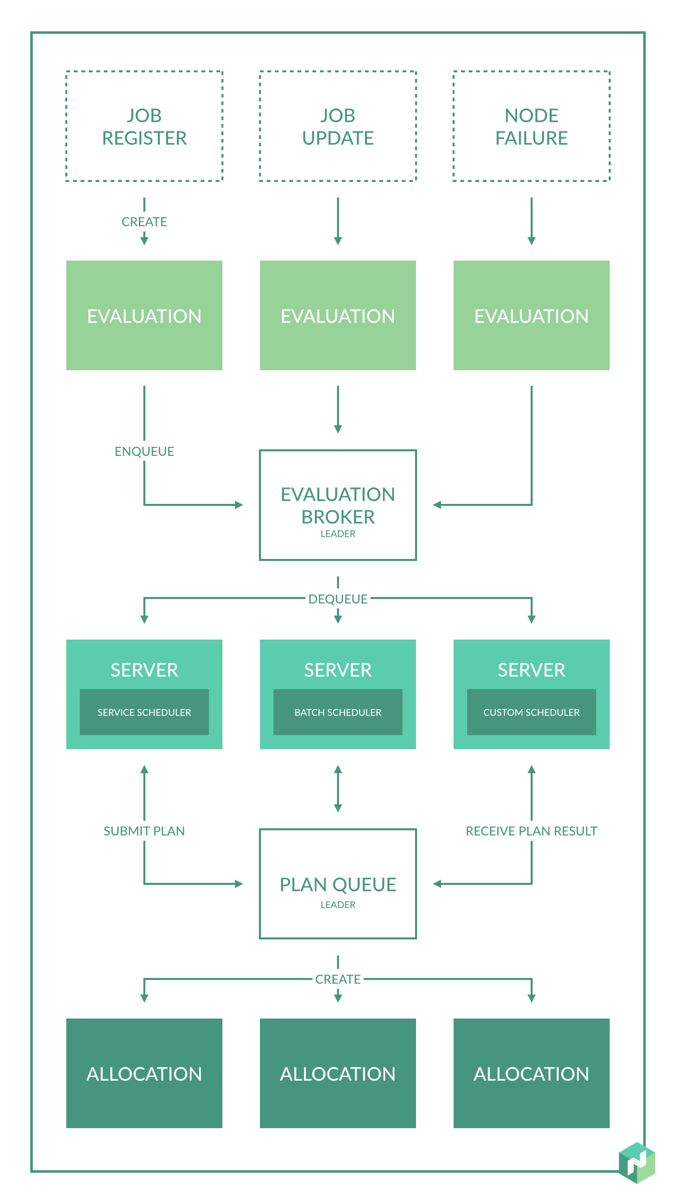 JOB
REGISTER
JOB
UPDATE
NODE
FAILURE
CREATE
EVALUATION
EVALUATION
EVALUATION
ENQUEUE
EVALUATION
BROKER
LEADER
DEQUEUE
SERVER
SERVICE SCHEDULER
SERVER
BATCH SCHEDULER
SERVER
CUSTOM SCHEDULER
SUBMIT PLAN
RECEIVE PLAN RESULT
PLAN QUEUE
LEADER
CREATE
ALLOCATION
ALLOCATION
ALLOCATION